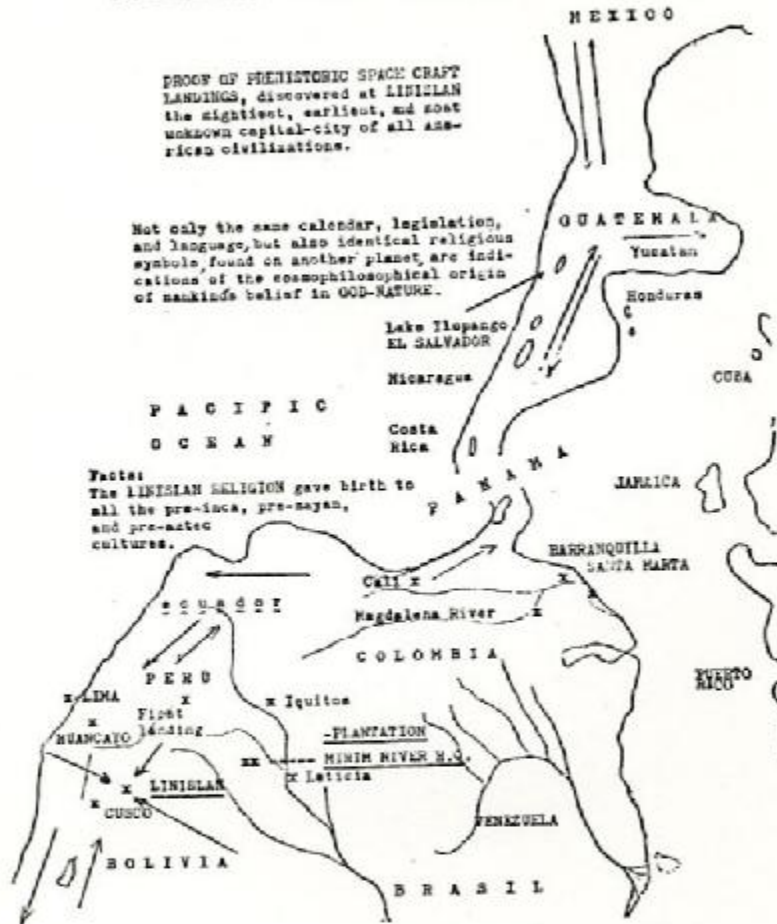 MEXICO
PROOF OF PREHISTORIC SPACE CRAFT
LANDINGS, discovered at LINISLAN
the mightiest, earliest, and most
unknown capital-city of all ame-
rican civilizations.
Not only the same calendar, legislation,
and language, but also identical religious
symbols, found on another planet, are indi-
cations of the cosmophilosophical origin
of mankinds belief in GOD-NATURE.
GUATEMALA
Yucatan
Honduras
Lake Ilopango
EL SALVADOR
Nicaragua
CUBA
PACIFIC
OCEAN
Costa
Rica
PANAMA
JAMAICA
Facts:
The LINISLAN RELIGION gave birth to
all the pre-inca, pre-mayan,
and pre-aztec
cultures.
BARRANQUILLA
SANTA MARTA
Cali x
ecuador
Magdalena River x
COLOMBIA
PUERTO
RICO
PERU
x LIMA
x Iquitos
First
landing
HUANCAYO
-PLANTATION
xx ---- MINIM RIVER H.Q.
x Leticia
x LINISLAN
x
CUSCO
VENEZUELA
BOLIVIA
BRASIL